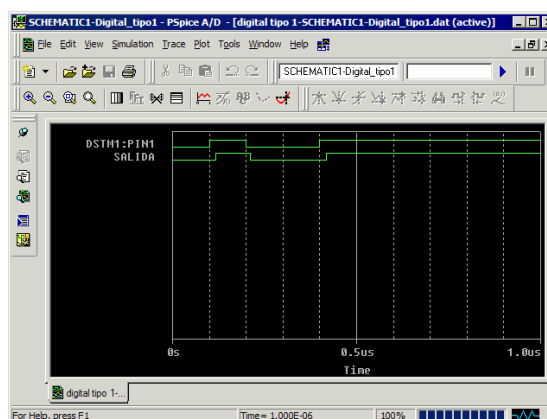 SCHEMATIC1-Digital_tipo1 - PSpice A/D - [digital tipo 1-SCHEMATIC1-Digital_tipo1.dat (active)]
File Edit View Simulation Trace Plot Tools Window Help
SCHEMATIC1-Digital_tipo1
DSTM1:PIN1
SALIDA
0s 0.5us 1.0us
Time
digital tipo 1-...
For Help, press F1 Time= 1.000E-06 100%